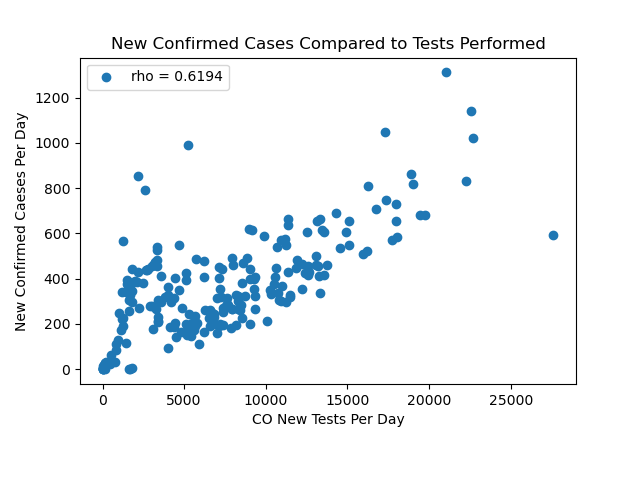 New Confirmed Cases Compared to Tests Performed
rho = 0.6194
New Confirmed Caeses Per Day
1200
1000
800
600
400
200
0
0 5000 10000 15000 20000 25000
CO New Tests Per Day